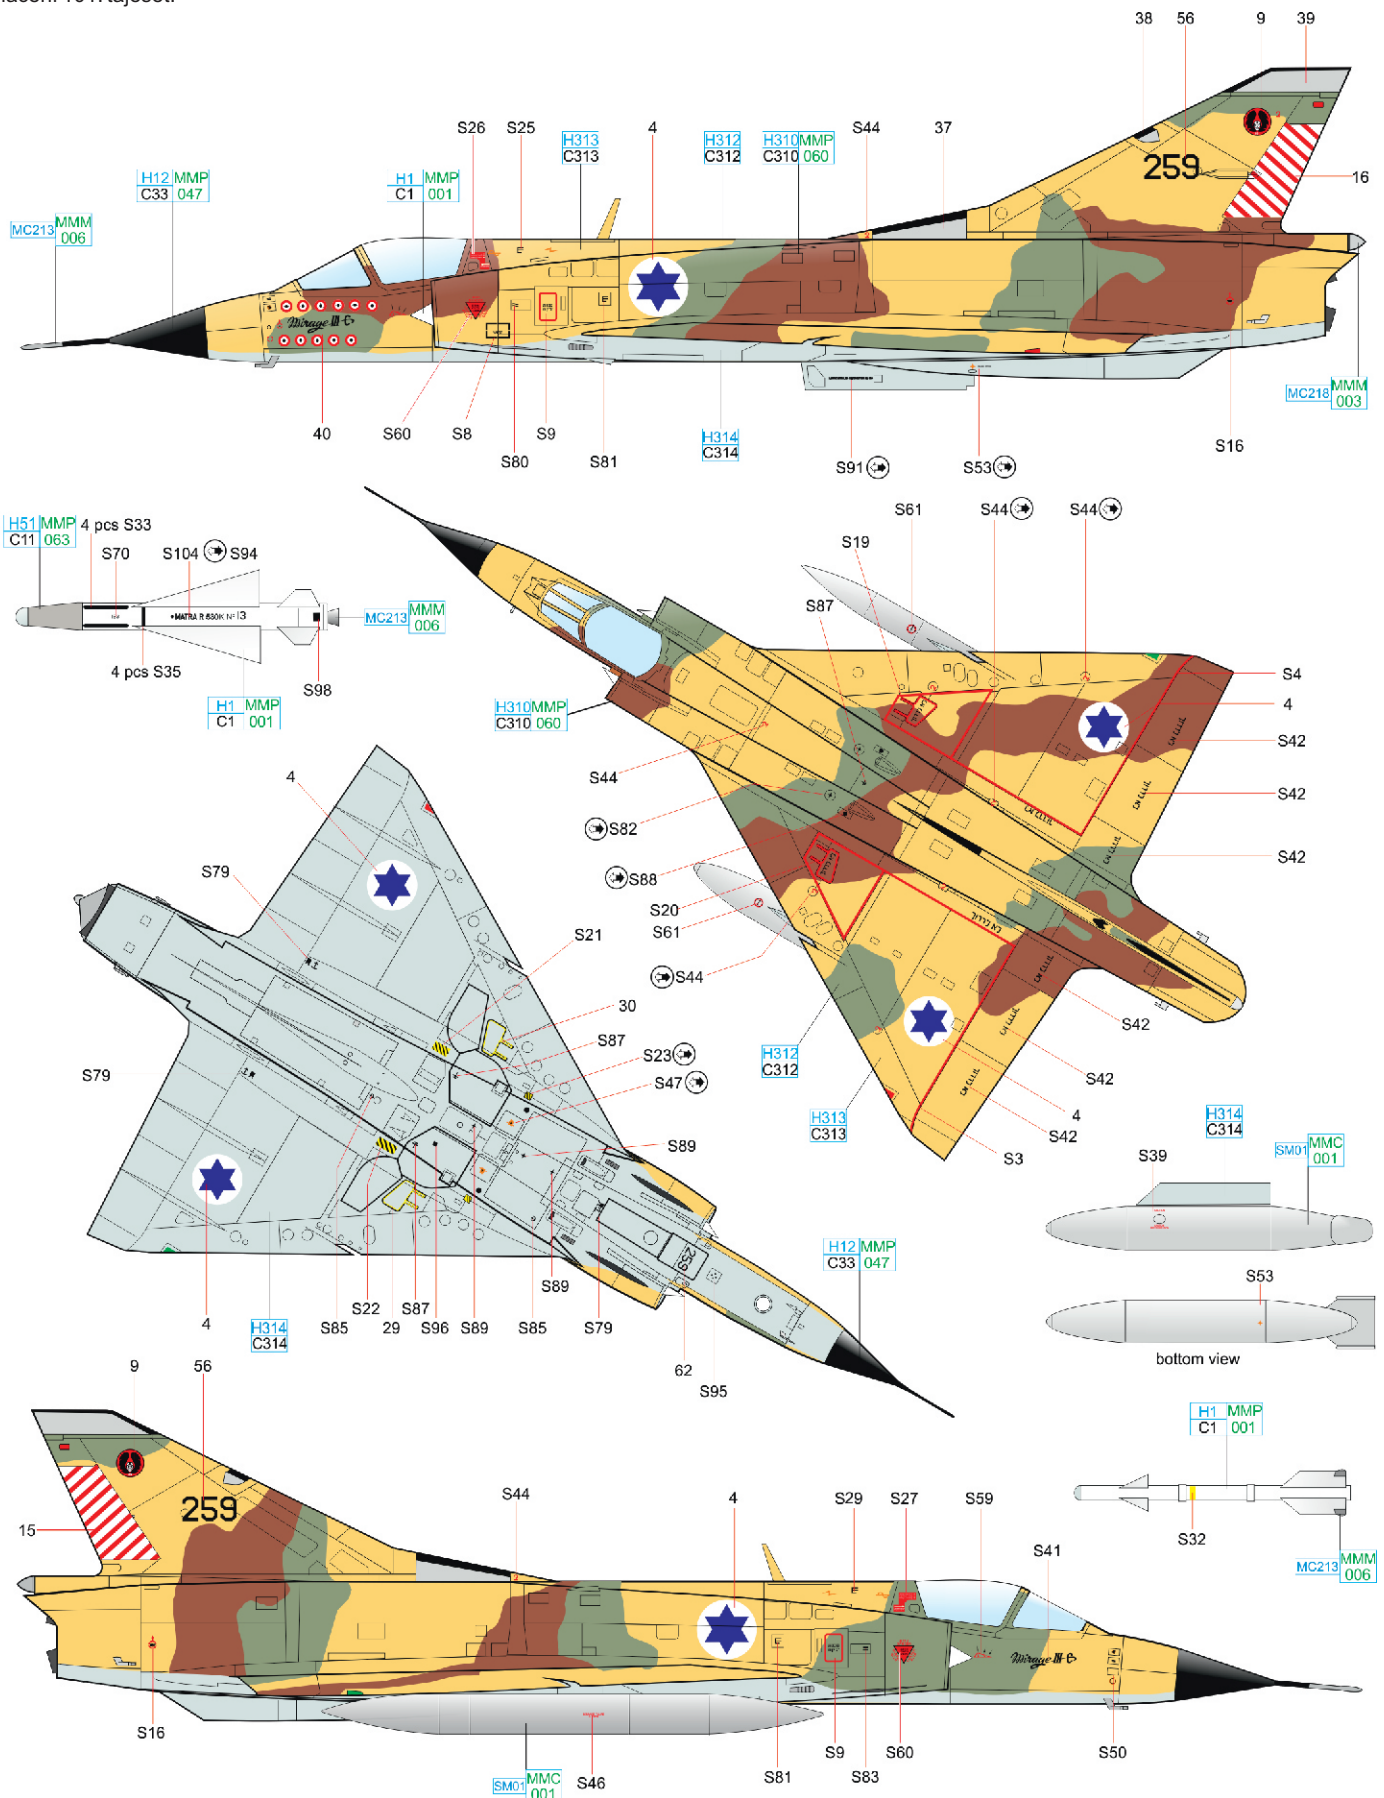 38 56 9 39
S26 S25 H313 C313 4 H312 C312 H310 MMP C310 060 S44 37
259
16
H12 MMP C33 047
H1 MMP C1 001
MC213 MMM 006
Mirage III-C
MC218 MMM 003
40 S60 S8 S80 S9 S81 H314 C314 S91 S53 S16
H51 MMP C11 063
4 pcs S33
S70 S104 S94
MATRA R 530K Nº 13
MC213 MMM 006
4 pcs S35
S98
H1 MMP C1 001
S61 S44 S44
S19
S87
S4
4
S42
S42
S42
H310 MMP C310 060
S44
S82
S88
S20
S61
S44
S42
S42
4
S42
S3
H312 C312
H313 C313
4
S79
S21
30
S87
S23
S47
S89
S79
259
4 H314 C314 S85 S22 29 S87 S96 S89 S85 S89 S79 62 S95
H12 MMP C33 047
H314 C314
SM01 MMC 001
S39
S53
bottom view
H1 MMP C1 001
S32
MC213 MMM 006
9 56
259
15
S44 4 S29 S27 S59 S41
Mirage III-C
S16 SM01 MMC 001 S46 S81 S9 S83 S60 S50